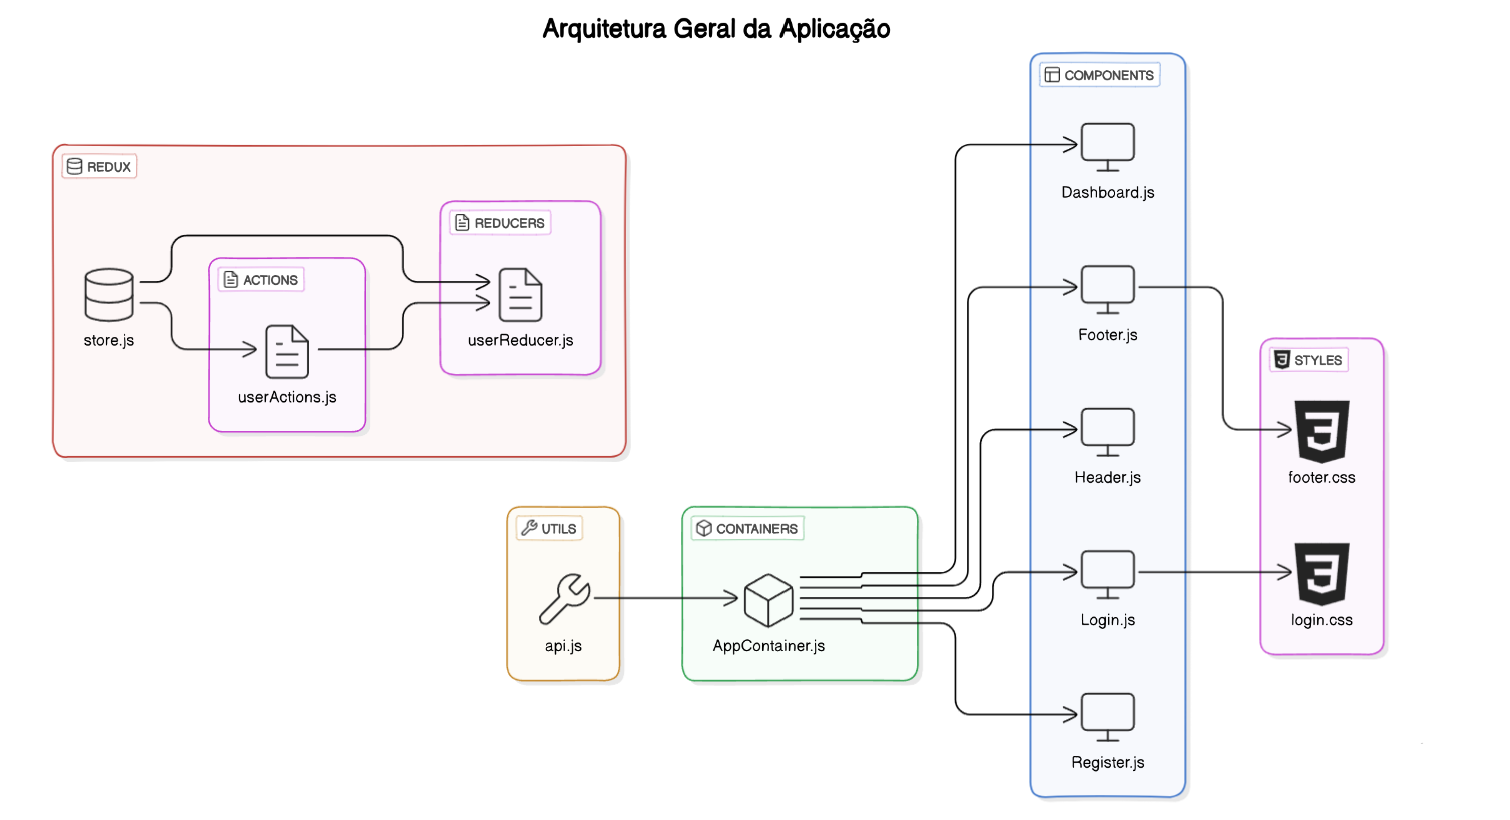 Arquitetura Geral da Aplicação
COMPONENTS
Dashboard.js
Footer.js
Header.js
Login.js
Register.js
REDUX
REDUCERS
userReducer.js
ACTIONS
userActions.js
store.js
STYLES
footer.css
login.css
UTILS
api.js
CONTAINERS
AppContainer.js